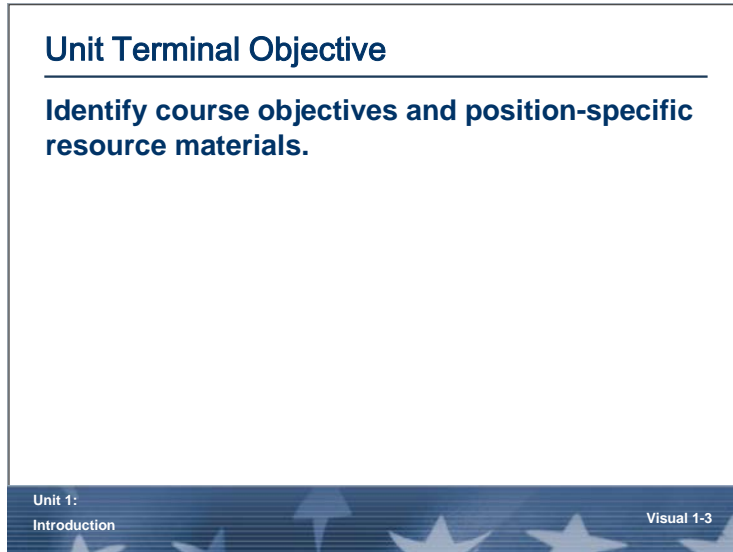 Unit Terminal Objective
Identify course objectives and position-specific
resource materials.
Unit 1:
Introduction
Visual 1-3